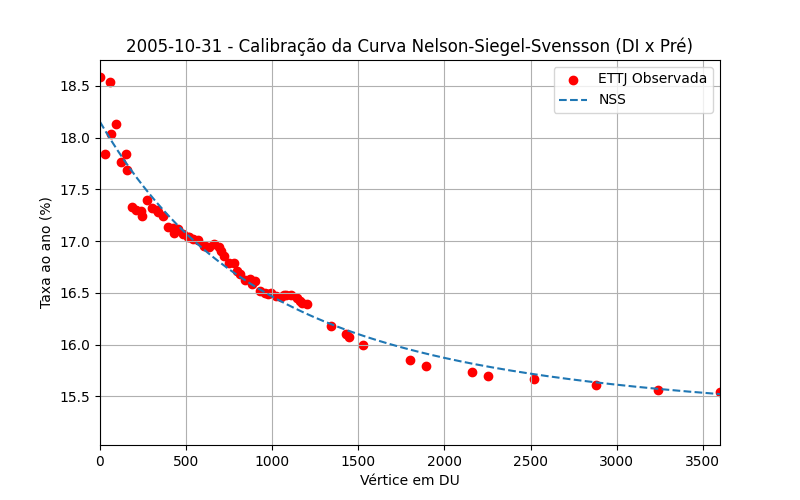 2005-10-31 - Calibração da Curva Nelson-Siegel-Svensson (DI x Pré)
ETTJ Observada
NSS
Taxa ao ano (%)
18.5
18.0
17.5
17.0
16.5
16.0
15.5
0 500 1000 1500 2000 2500 3000 3500
Vértice em DU